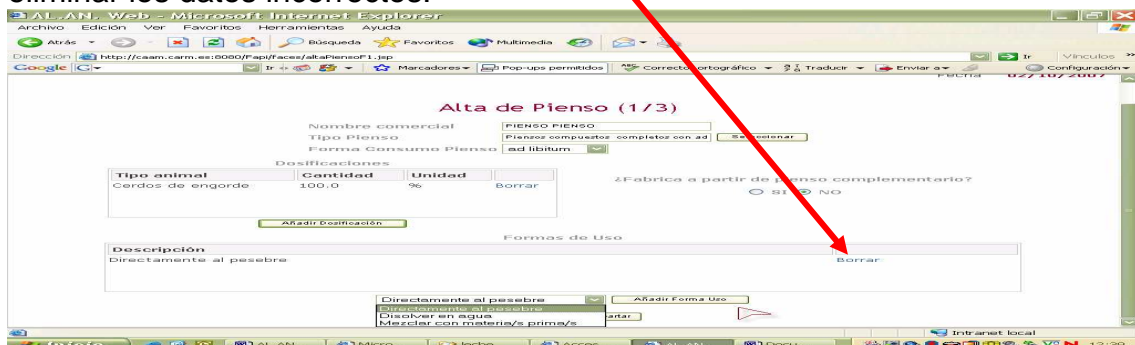 eliminar los datos incorrectos.
AL.AN. Web - Microsoft Internet Explorer
Archivo Edición Ver Favoritos Herramientas Ayuda
Atrás Búsqueda Favoritos Multimedia
Dirección http://caam.carm.es:8080/Fapi/faces/altaPiensoF1.jsp Ir Vínculos »
Google G Ir Marcadores Pop-ups permitidos Corrector ortográfico Traducir Enviar a Configuración
Fecha 02/10/2007
Alta de Pienso (1/3)
Nombre comercial PIENSO PIENSO
Tipo Pienso Piensos compuestos completos con ad Seleccionar
Forma Consumo Pienso ad libitum
Dosificaciones
Tipo animal Cantidad Unidad
Cerdos de engorde 100.0 % Borrar
¿Fabrica a partir de pienso complementario?
SI NO
Añadir Dosificación
Formas de Uso
Descripción
Directamente al pesebre Borrar
Directamente al pesebre Añadir Forma Uso
Directamente al pesebre
Disolver en agua
Mezclar con materia/s prima/s
Intranet local
13:39